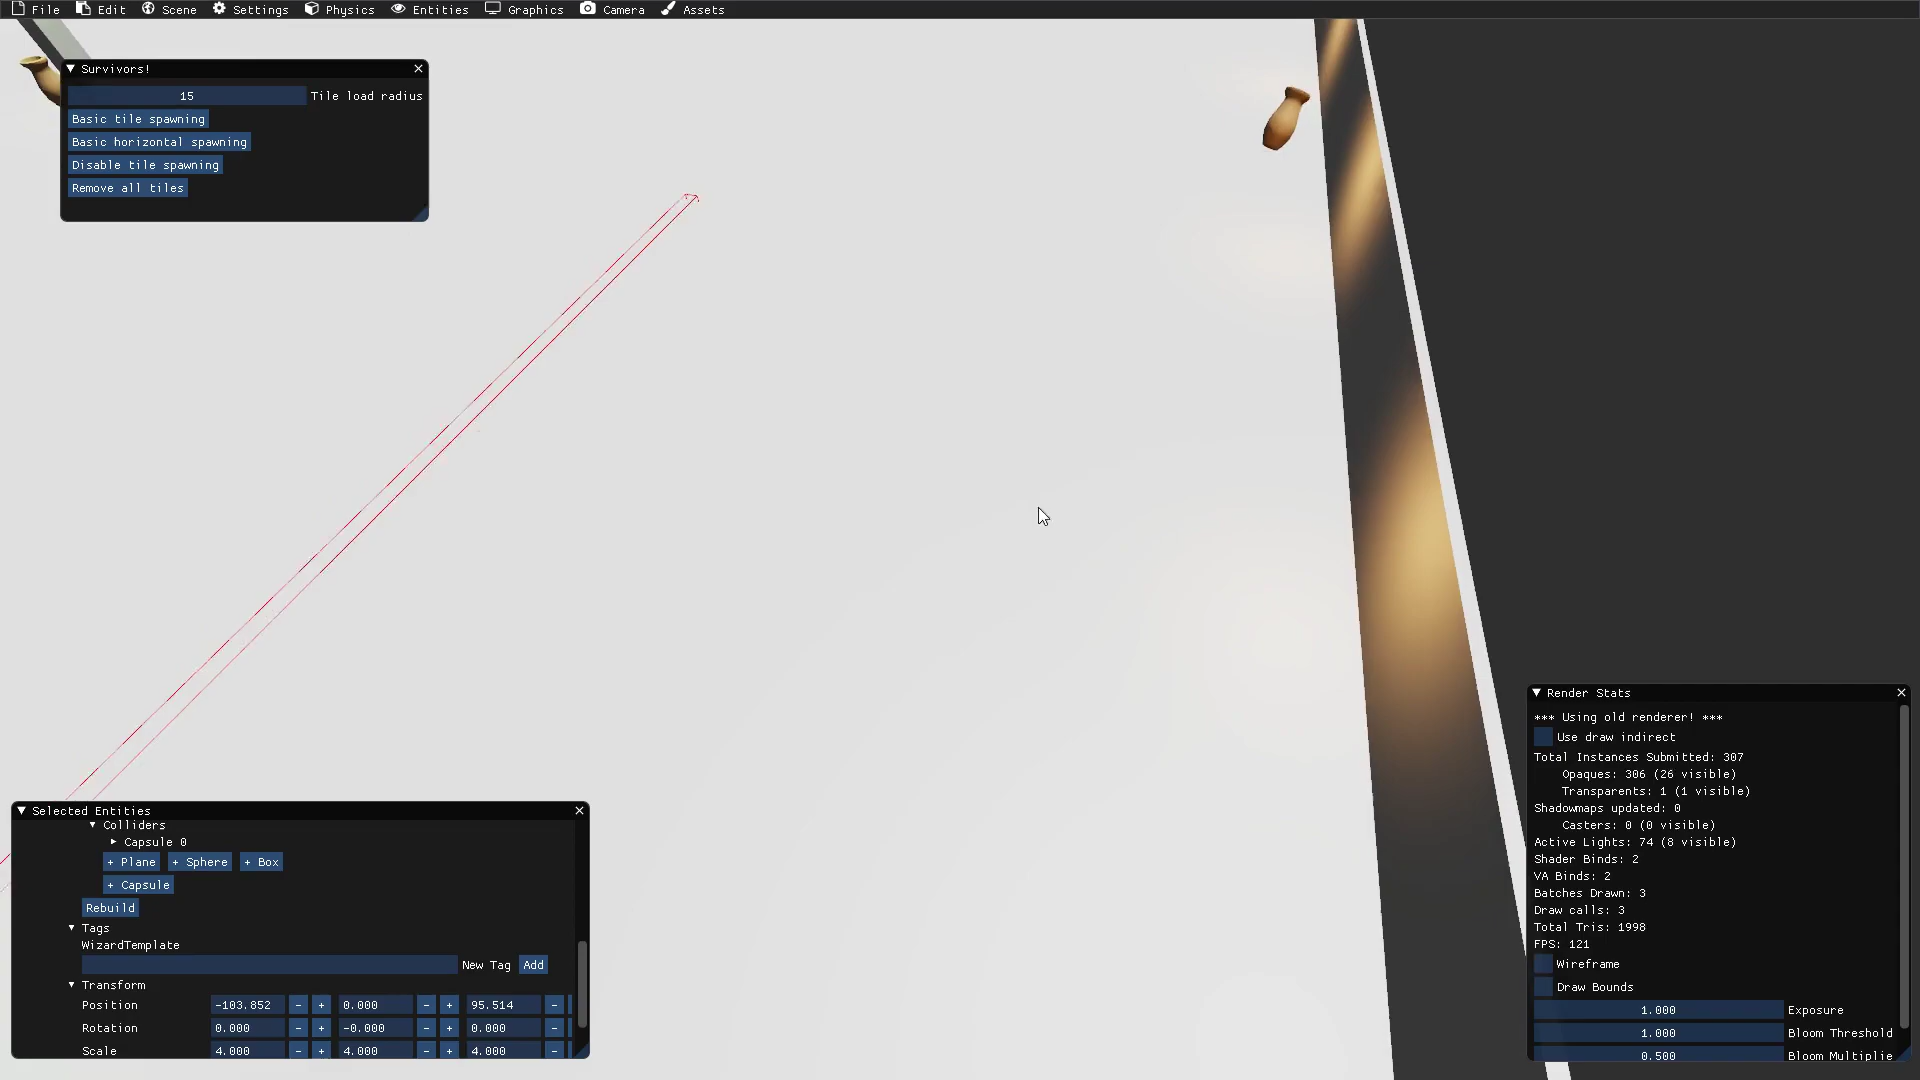 File Edit Scene Settings Physics Entities Graphics Camera Assets
Survivors!
15 Tile load radius
Basic tile spawning
Basic horizontal spawning
Disable tile spawning
Remove all tiles
Selected Entities
Colliders
Capsule 0
+ Plane + Sphere + Box
+ Capsule
Rebuild
Tags
WizardTemplate
New Tag Add
Transform
Position -103.852 - + 0.000 - + 95.514 -
Rotation 0.000 - + -0.000 - + 0.000 -
Scale 4.000 - + 4.000 - + 4.000 -
Render Stats
*** Using old renderer! ***
Use draw indirect
Total Instances Submitted: 307
Opaques: 306 (26 visible)
Transparents: 1 (1 visible)
Shadowmaps updated: 0
Casters: 0 (0 visible)
Active Lights: 74 (8 visible)
Shader Binds: 2
VA Binds: 2
Batches Drawn: 3
Draw calls: 3
Total Tris: 1998
FPS: 121
Wireframe
Draw Bounds
1.000 Exposure
1.000 Bloom Threshold
0.500 Bloom Multiplie